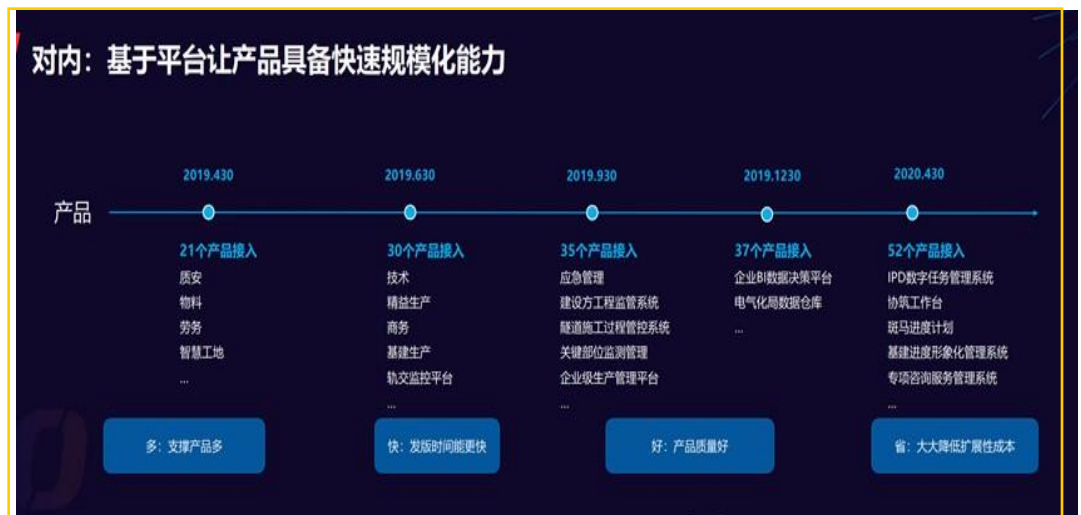 对内：基于平台让产品具备快速规模化能力
2019.430
2019.630
2019.930
2019.1230
2020.430
产品
21个产品接入
质安
物料
劳务
智慧工地
...
30个产品接入
技术
精益生产
商务
基建生产
轨交监控平台
...
35个产品接入
应急管理
建设方工程监管系统
隧道施工过程管控系统
关键部位监测管理
企业级生产管理平台
...
37个产品接入
企业BI数据决策平台
电气化局数据仓库
...
52个产品接入
IPD数字任务管理系统
协筑工作台
斑马进度计划
基建进度形象化管理系统
专项咨询服务管理系统
...
多：支撑产品多
快：发版时间能更快
好：产品质量好
省：大大降低扩展性成本